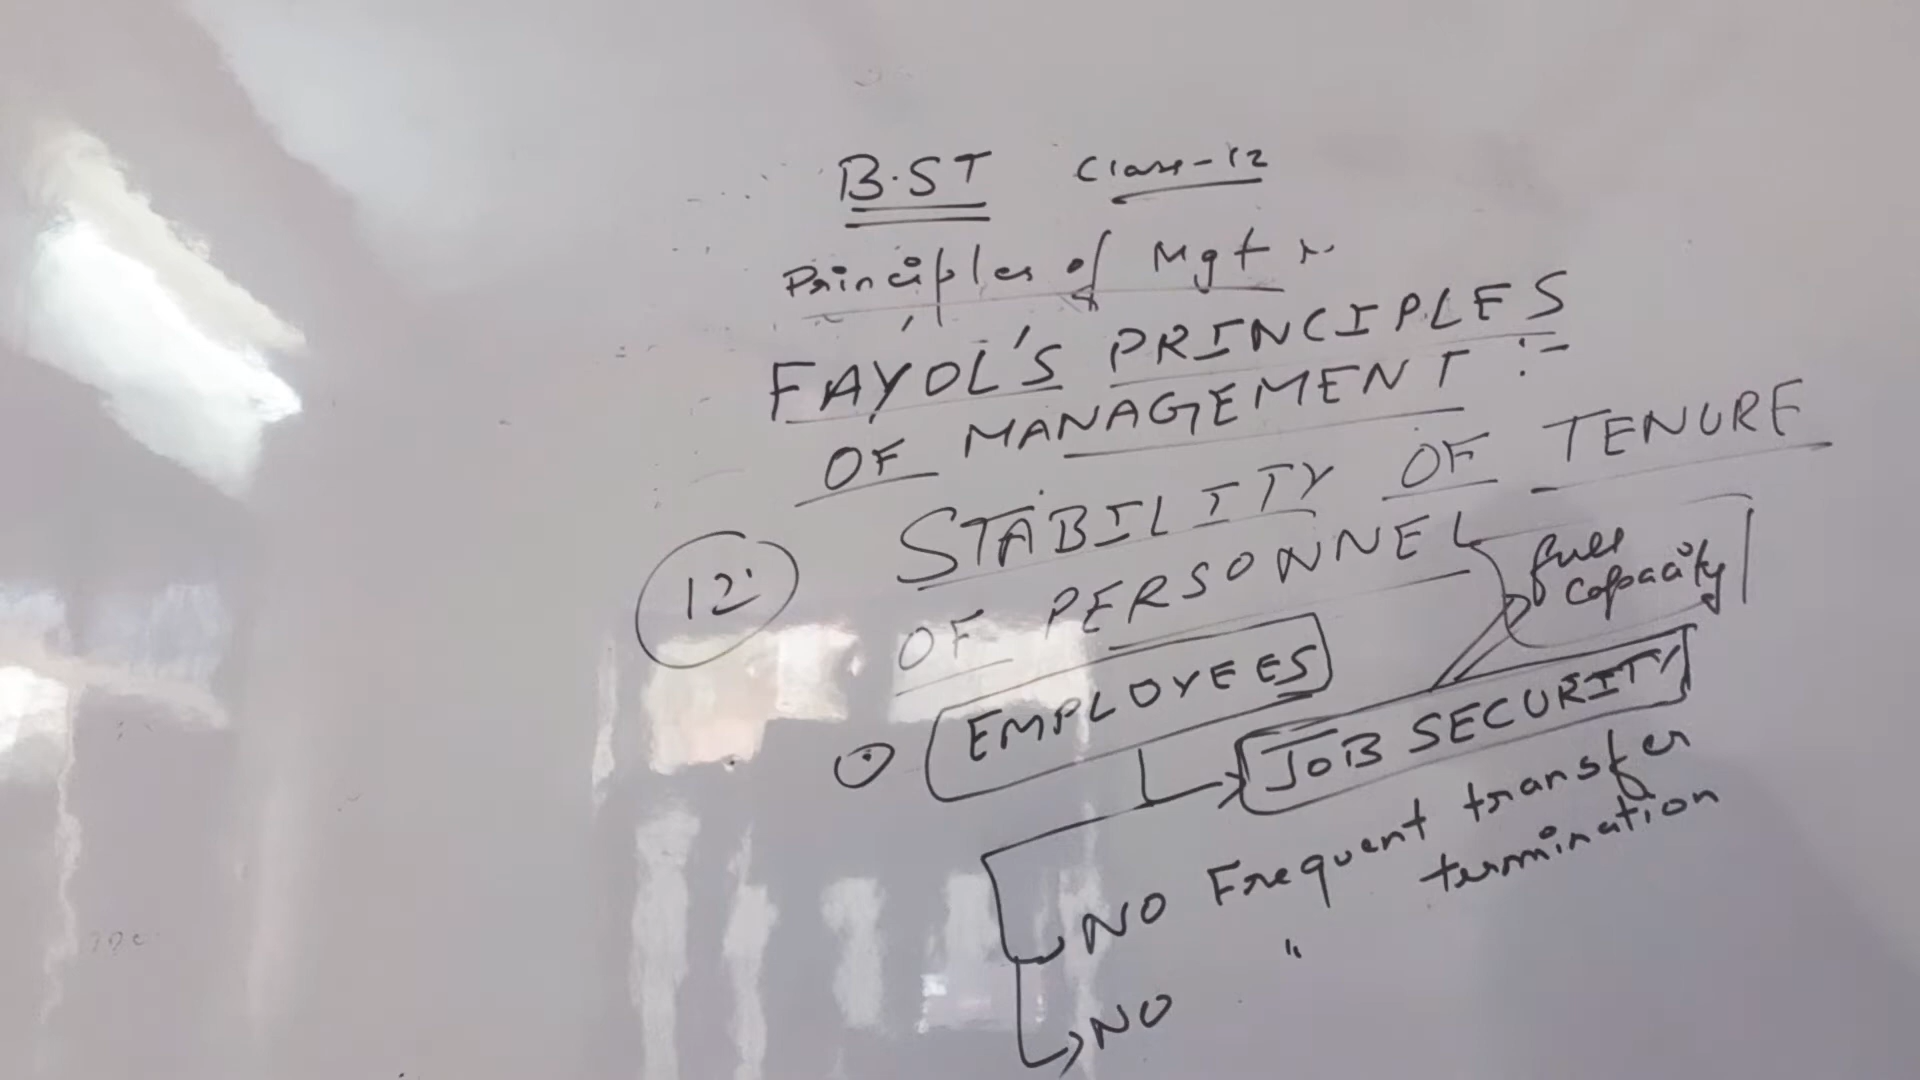 B.ST Class-12
Principles of Mgt :-
FAYOL'S PRINCIPLES
OF MANAGEMENT :-
12. STABILITY OF TENURE
OF PERSONNEL
full
capacity
EMPLOYEES
JOB SECURITY
NO Frequent transfer
NO " termination